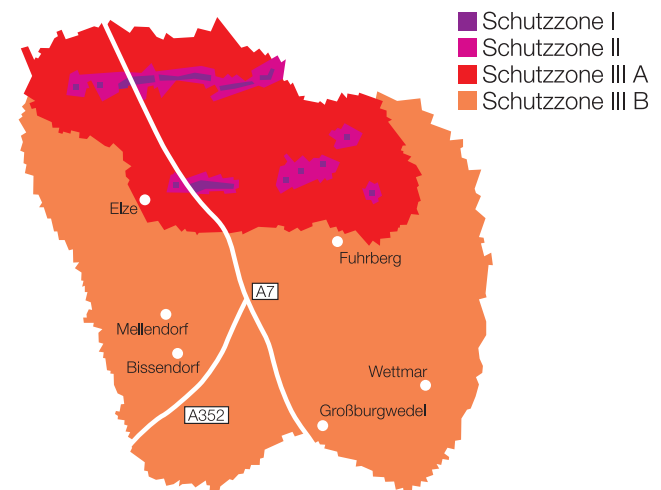 Schutzzone I
Schutzzone II
Schutzzone III A
Schutzzone III B
Elze
Fuhrberg
A7
Mellendorf
Bissendorf
Wettmar
A352
Großburgwedel